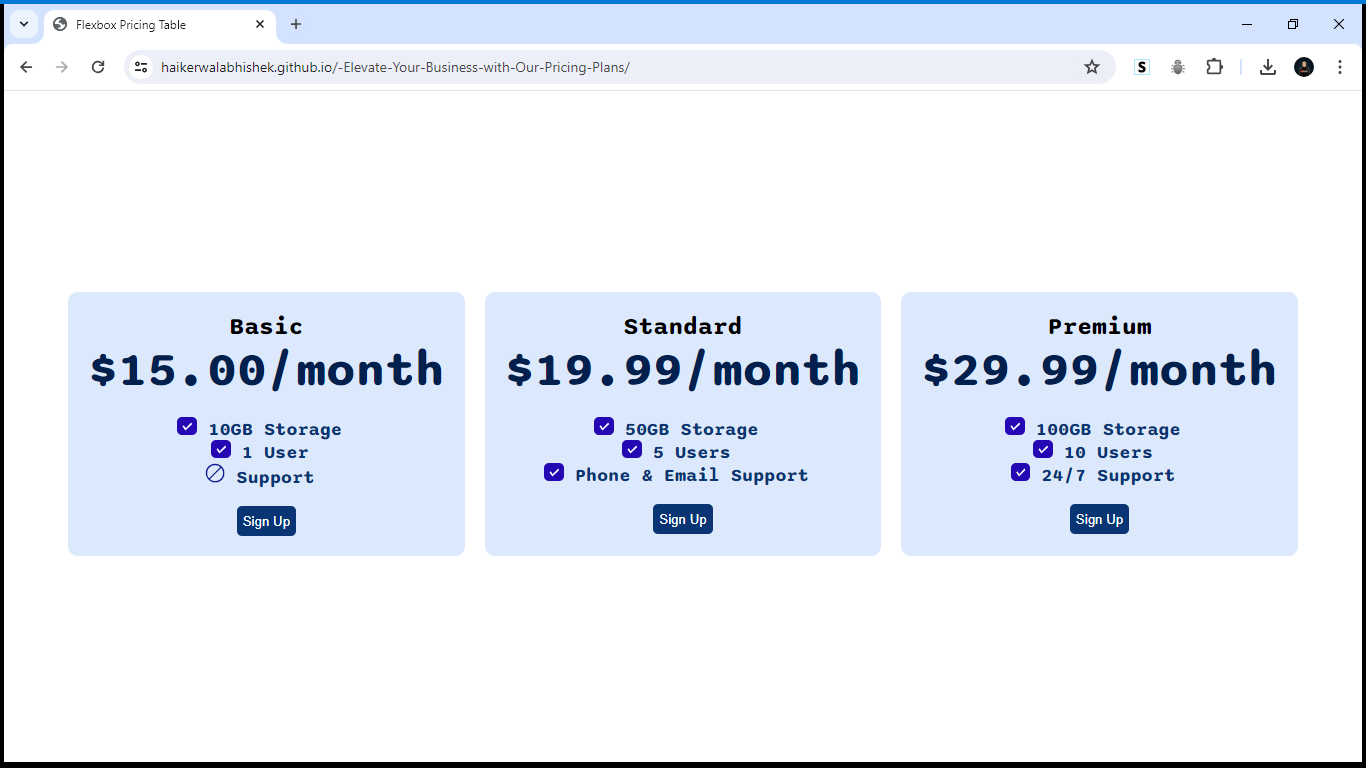 Flexbox Pricing Table
haikerwalabhishek.github.io/-Elevate-Your-Business-with-Our-Pricing-Plans/
S
Basic
$15.00/month
10GB Storage
1 User
Support
Sign Up
Standard
$19.99/month
50GB Storage
5 Users
Phone & Email Support
Sign Up
Premium
$29.99/month
100GB Storage
10 Users
24/7 Support
Sign Up